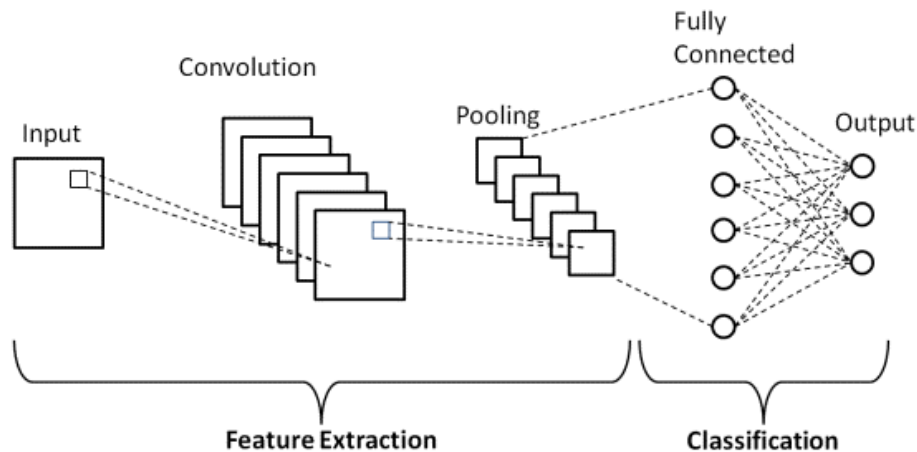 Input
Convolution
Pooling
Fully
Connected
Output
Feature Extraction
Classification